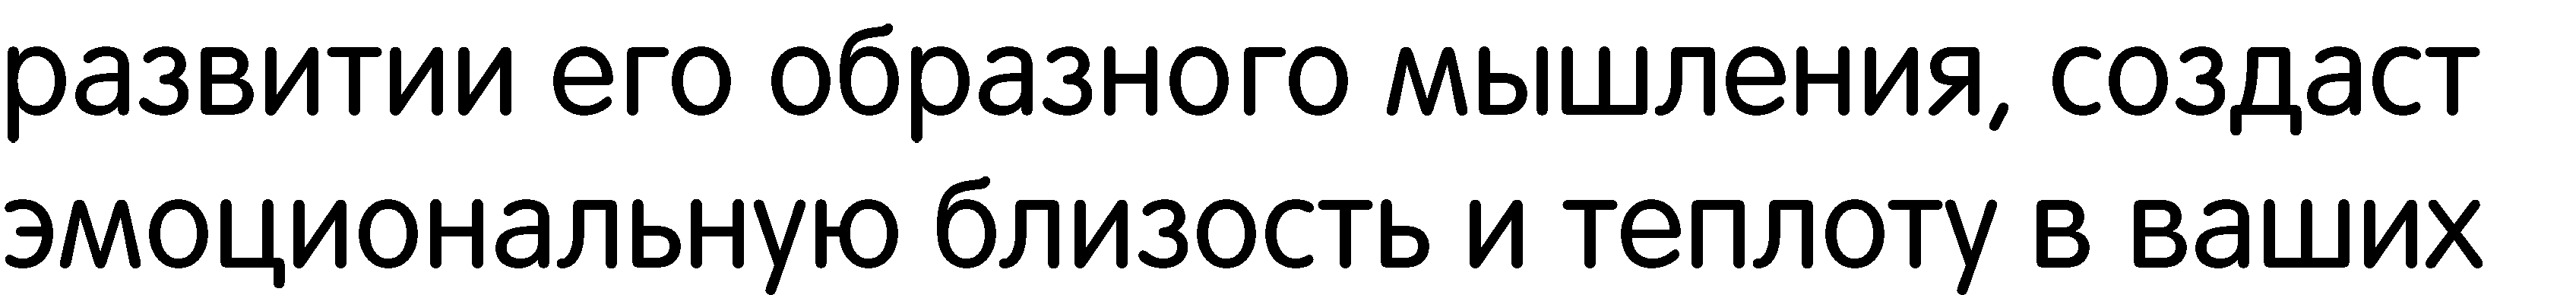 развитии его образного мышления, создаст
эмоциональную близость и теплоту в ваших